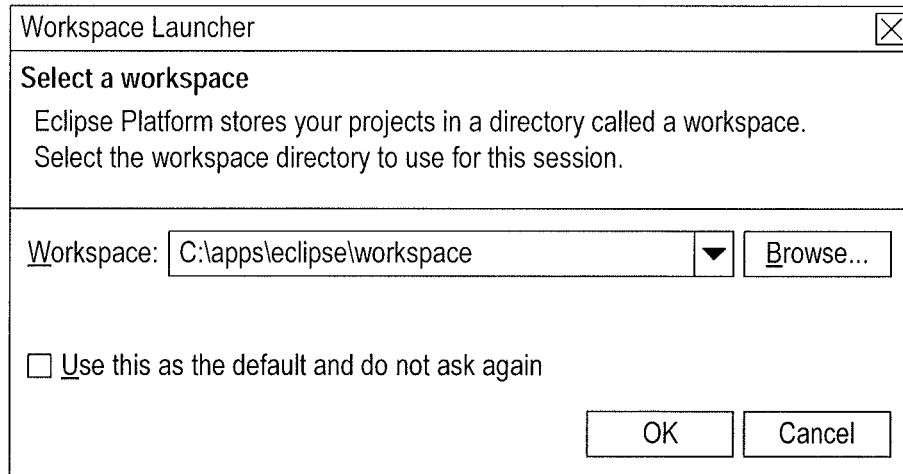 Workspace Launcher
Select a workspace
Eclipse Platform stores your projects in a directory called a workspace.
Select the workspace directory to use for this session.
Workspace: C:\apps\eclipse\workspace Browse...
Use this as the default and do not ask again
OK Cancel